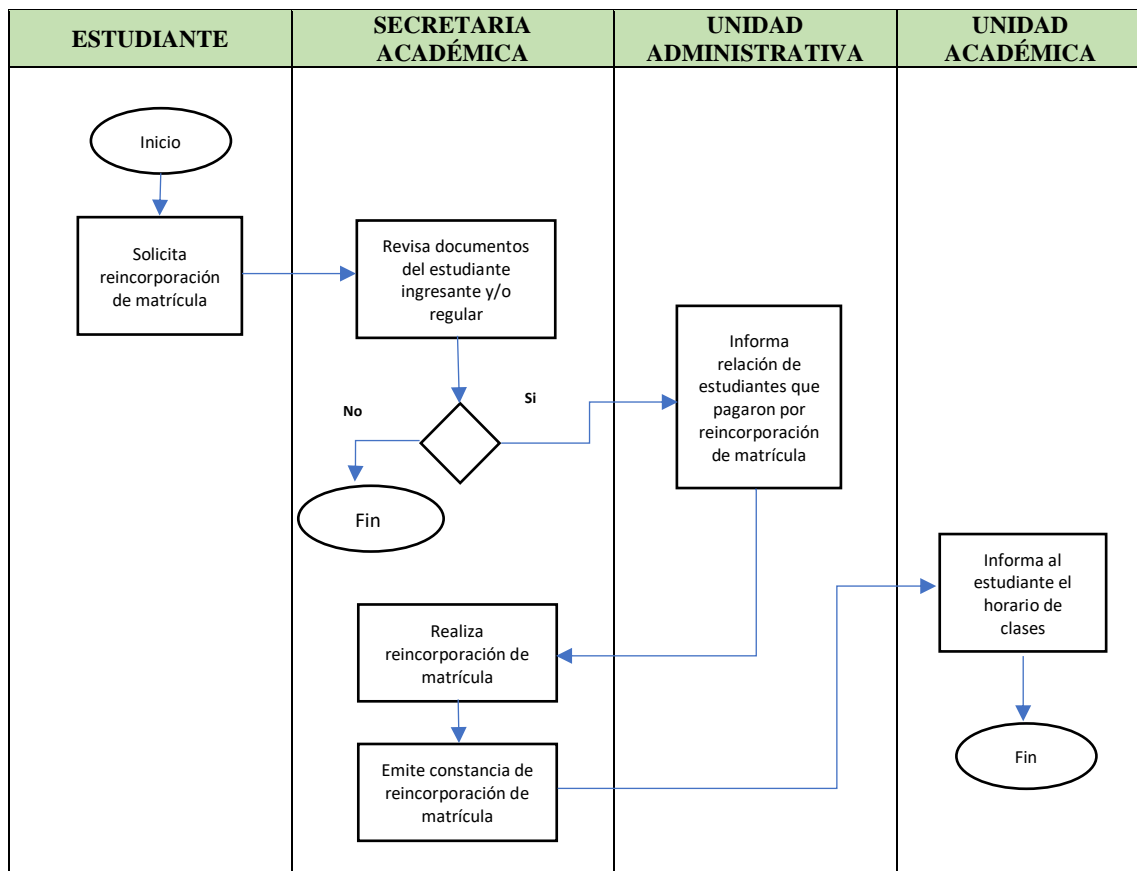 ESTUDIANTE
SECRETARIA
ACADÉMICA
UNIDAD
ADMINISTRATIVA
UNIDAD
ACADÉMICA
Inicio
Solicita
reincorporación
de matrícula
Revisa documentos
del estudiante
ingresante y/o
regular
No
Si
Fin
Informa
relación de
estudiantes que
pagaron por
reincorporación
de matrícula
Realiza
reincorporación de
matrícula
Emite constancia de
reincorporación de
matrícula
Informa al
estudiante el
horario de
clases
Fin